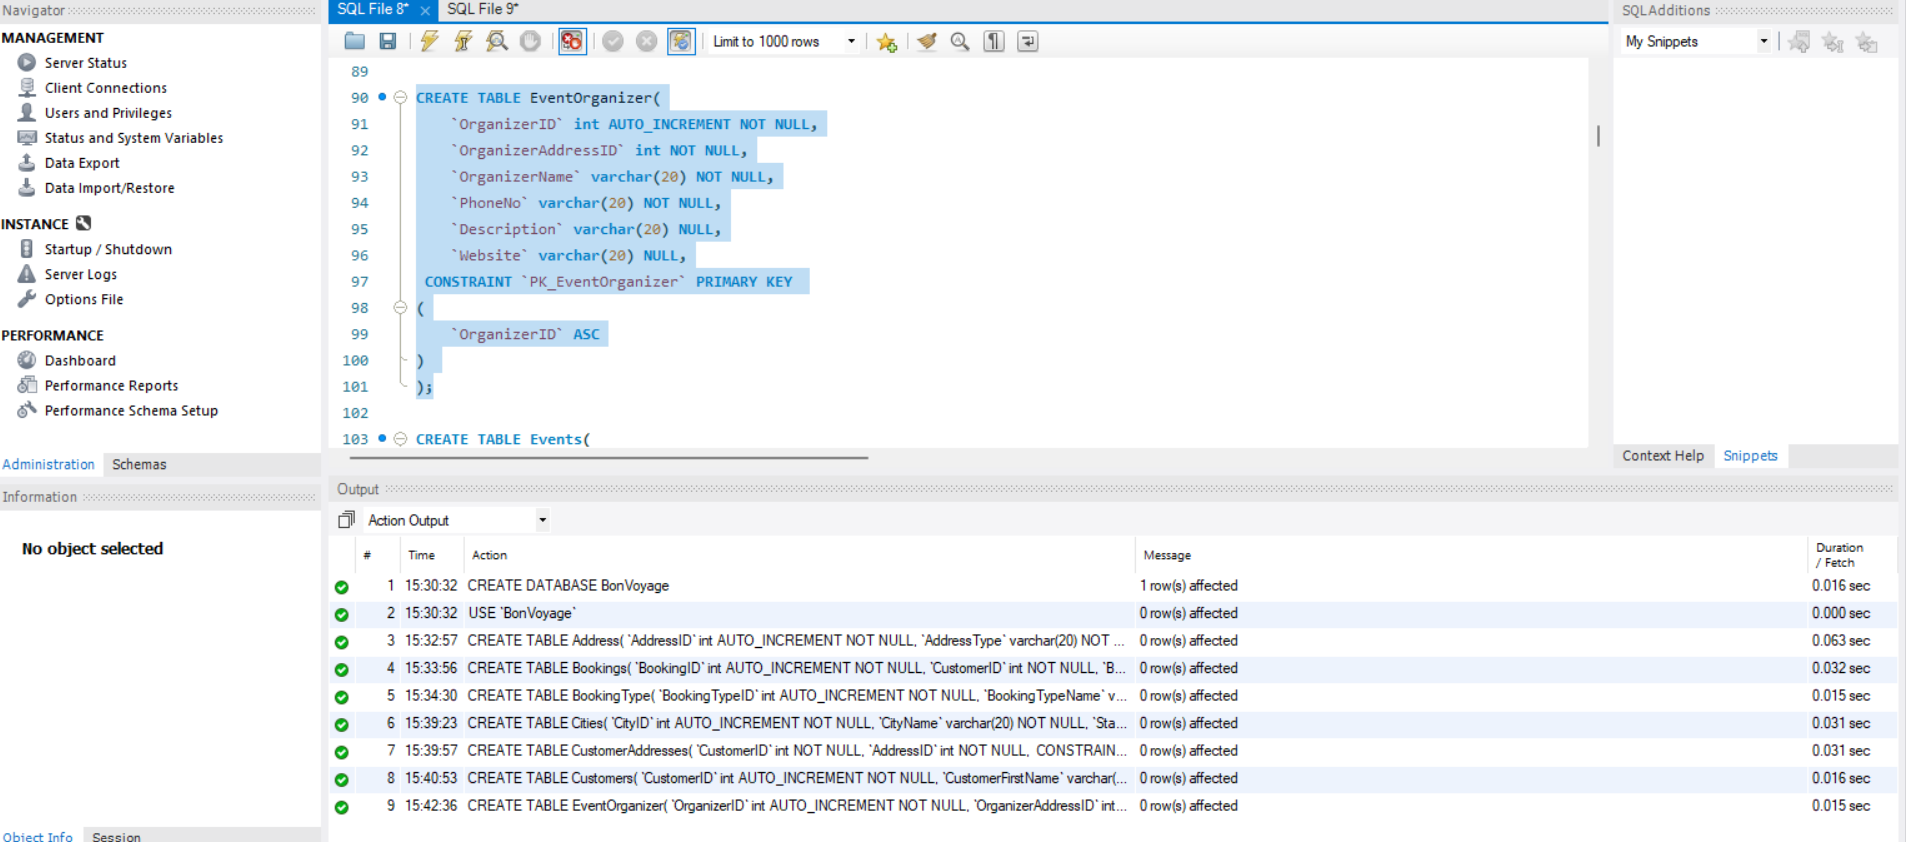 Navigator
MANAGEMENT
Server Status
Client Connections
Users and Privileges
Status and System Variables
Data Export
Data Import/Restore
INSTANCE
Startup / Shutdown
Server Logs
Options File
PERFORMANCE
Dashboard
Performance Reports
Performance Schema Setup
Administration Schemas
Information
No object selected
Object Info Session
SQL File 8* × SQL File 9*
Limit to 1000 rows
89
90 CREATE TABLE EventOrganizer(
91 `OrganizerID` int AUTO_INCREMENT NOT NULL,
92 `OrganizerAddressID` int NOT NULL,
93 `OrganizerName` varchar(20) NOT NULL,
94 `PhoneNo` varchar(20) NOT NULL,
95 `Description` varchar(20) NULL,
96 `Website` varchar(20) NULL,
97 CONSTRAINT `PK_EventOrganizer` PRIMARY KEY
98 (
99 `OrganizerID` ASC
100 )
101 );
102
103 CREATE TABLE Events(
SQLAdditions
My Snippets
Context Help Snippets
Output
Action Output
# Time Action Message Duration / Fetch
1 15:30:32 CREATE DATABASE BonVoyage 1 row(s) affected 0.016 sec
2 15:30:32 USE `BonVoyage` 0 row(s) affected 0.000 sec
3 15:32:57 CREATE TABLE Address( `AddressID` int AUTO_INCREMENT NOT NULL, `AddressType` varchar(20) NOT ... 0 row(s) affected 0.063 sec
4 15:33:56 CREATE TABLE Bookings( `BookingID` int AUTO_INCREMENT NOT NULL, `CustomerID` int NOT NULL, `B... 0 row(s) affected 0.032 sec
5 15:34:30 CREATE TABLE BookingType( `BookingTypeID` int AUTO_INCREMENT NOT NULL, `BookingTypeName` v... 0 row(s) affected 0.015 sec
6 15:39:23 CREATE TABLE Cities( `CityID` int AUTO_INCREMENT NOT NULL, `CityName` varchar(20) NOT NULL, `Sta... 0 row(s) affected 0.031 sec
7 15:39:57 CREATE TABLE CustomerAddresses( `CustomerID` int NOT NULL, `AddressID` int NOT NULL, CONSTRAIN... 0 row(s) affected 0.031 sec
8 15:40:53 CREATE TABLE Customers( `CustomerID` int AUTO_INCREMENT NOT NULL, `CustomerFirstName` varchar(... 0 row(s) affected 0.016 sec
9 15:42:36 CREATE TABLE EventOrganizer( `OrganizerID` int AUTO_INCREMENT NOT NULL, `OrganizerAddressID` int... 0 row(s) affected 0.015 sec